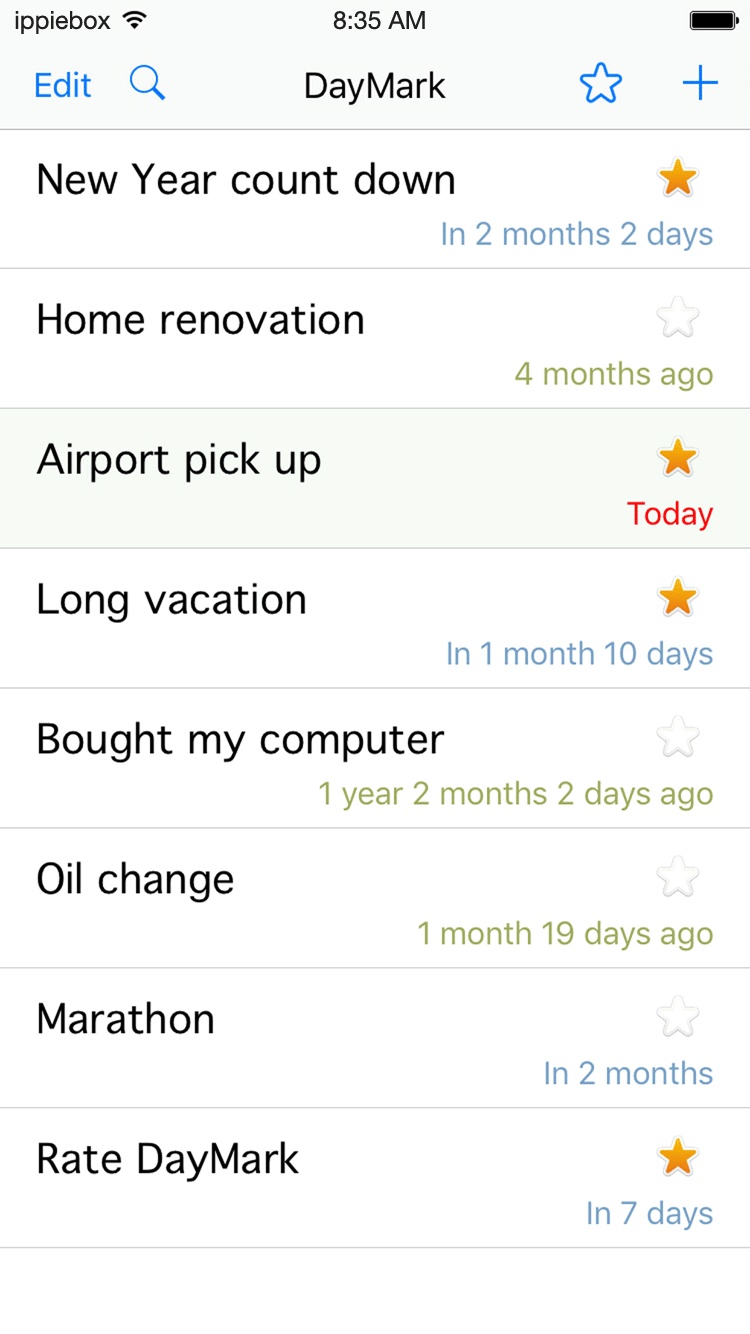 ippiebox 8:35 AM
Edit DayMark
New Year count down
In 2 months 2 days
Home renovation
4 months ago
Airport pick up
Today
Long vacation
In 1 month 10 days
Bought my computer
1 year 2 months 2 days ago
Oil change
1 month 19 days ago
Marathon
In 2 months
Rate DayMark
In 7 days